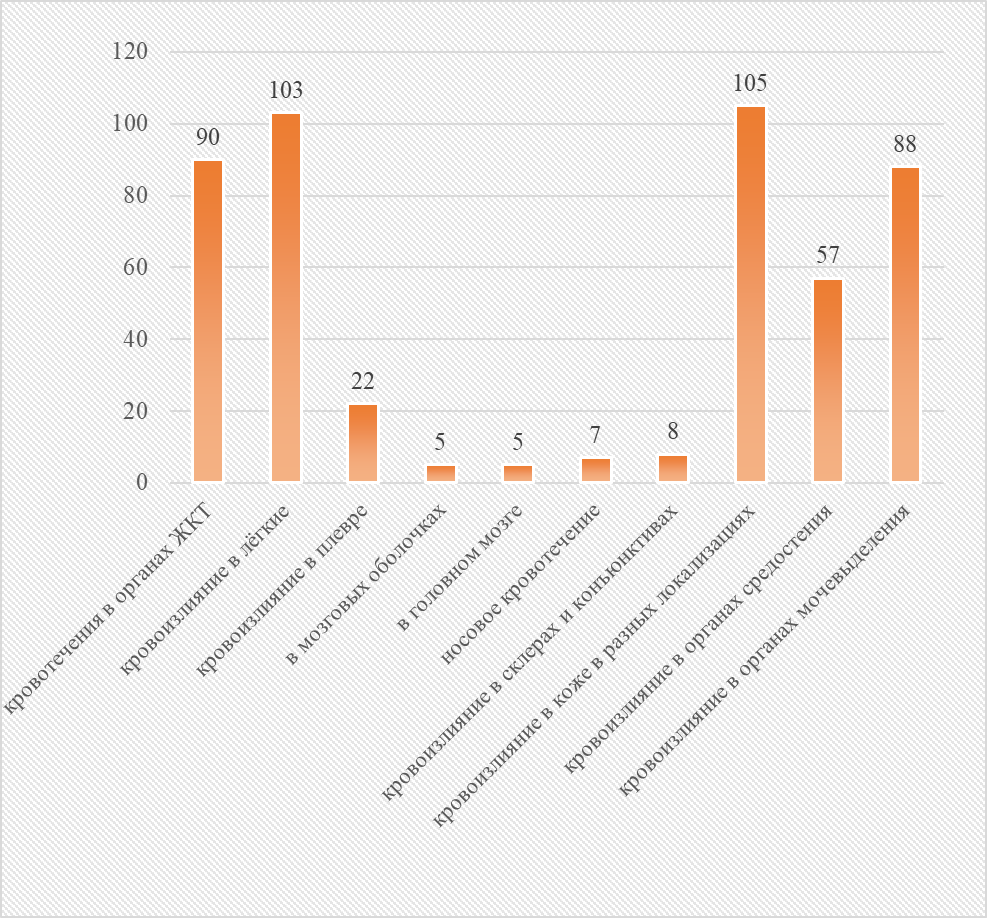 120
100
80
60
40
20
0
90
103
22
5
5
7
8
105
57
88
кровотечения в органах ЖКТ
кровоизлияние в лёгкие
кровоизлияние в плевре
в мозговых оболочках
в головном мозге
носовое кровотечение
кровоизлияние в склерах и конъюнктивах
кровоизлияние в коже в разных локализациях
кровоизлияние в органах средостения
кровоизлияние в органах мочевыделения